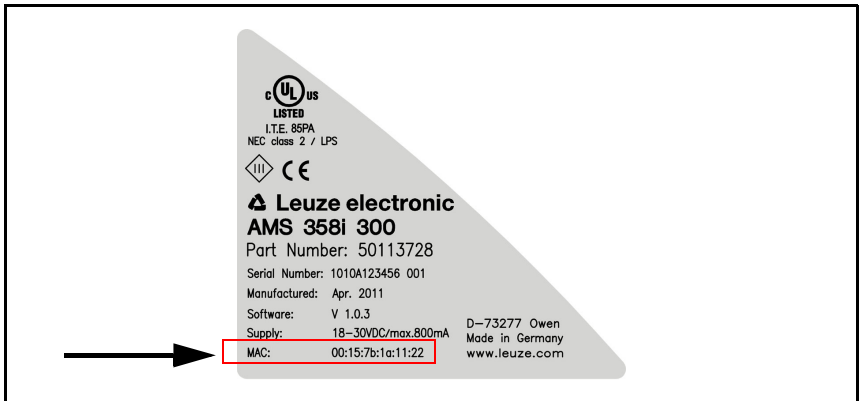 C UL US
LISTED
I.T.E. 85PA
NEC class 2 / LPS
III CE
Leuze electronic
AMS 358i 300
Part Number: 50113728
Serial Number: 1010A123456 001
Manufactured: Apr. 2011
Software: V 1.0.3
Supply: 18-30VDC/max.800mA
MAC: 00:15:7b:1a:11:22
D-73277 Owen
Made in Germany
www.leuze.com